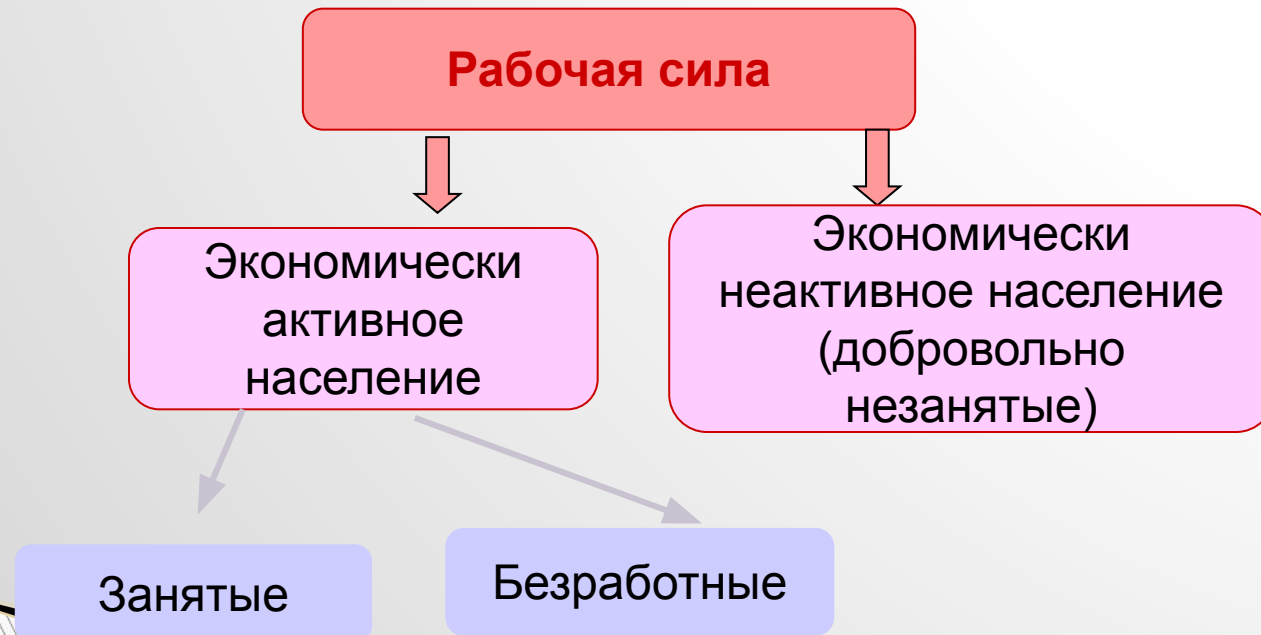 Рабочая сила
Экономически
активное
население
Экономически
неактивное население
(добровольно
незанятые)
Занятые
Безработные